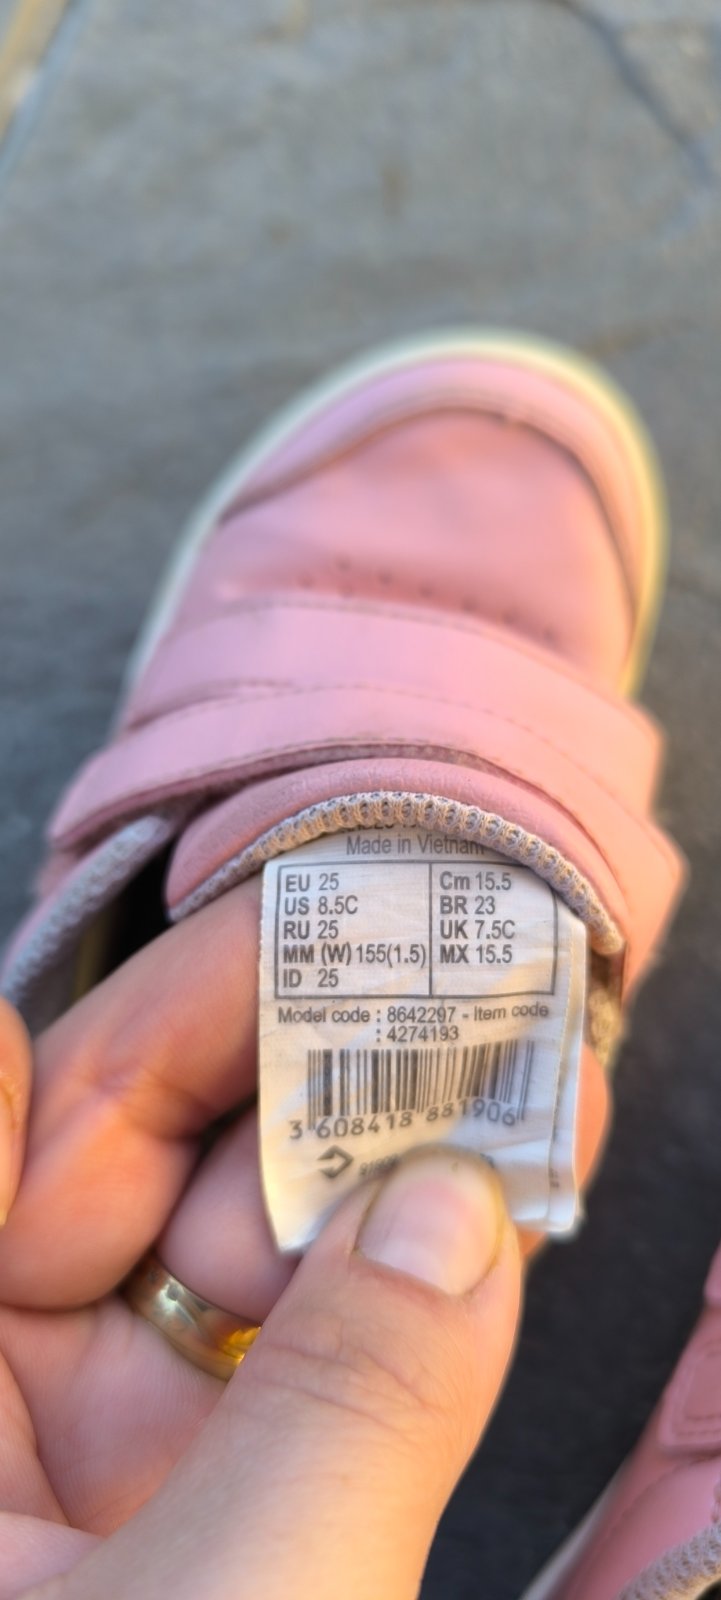 Made in Vietnam
EU 25
US 8.5C
RU 25
MM (W) 155(1.5)
ID 25
Cm 15.5
BR 23
UK 7.5C
MX 15.5
Model code : 8642297 - Item code
: 4274193
3 608418 881906